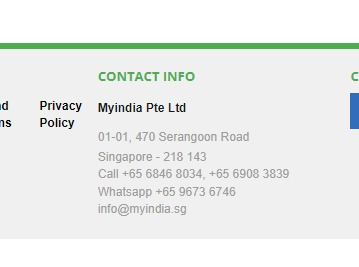 CONTACT INFO
Privacy
Policy
Myindia Pte Ltd
01-01, 470 Serangoon Road
Singapore - 218 143
Call +65 6846 8034, +65 6908 3839
Whatsapp +65 9673 6746
info@myindia.sg